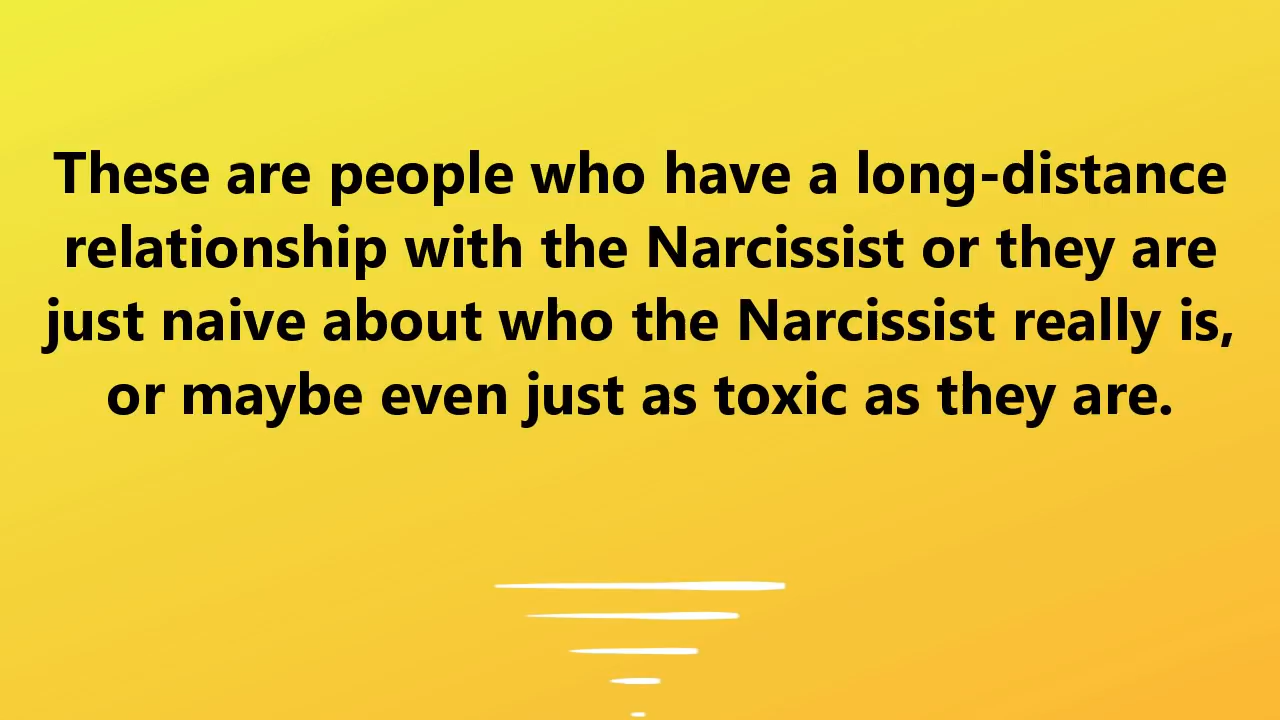 These are people who have a long-distance
relationship with the Narcissist or they are
just naive about who the Narcissist really is,
or maybe even just as toxic as they are.